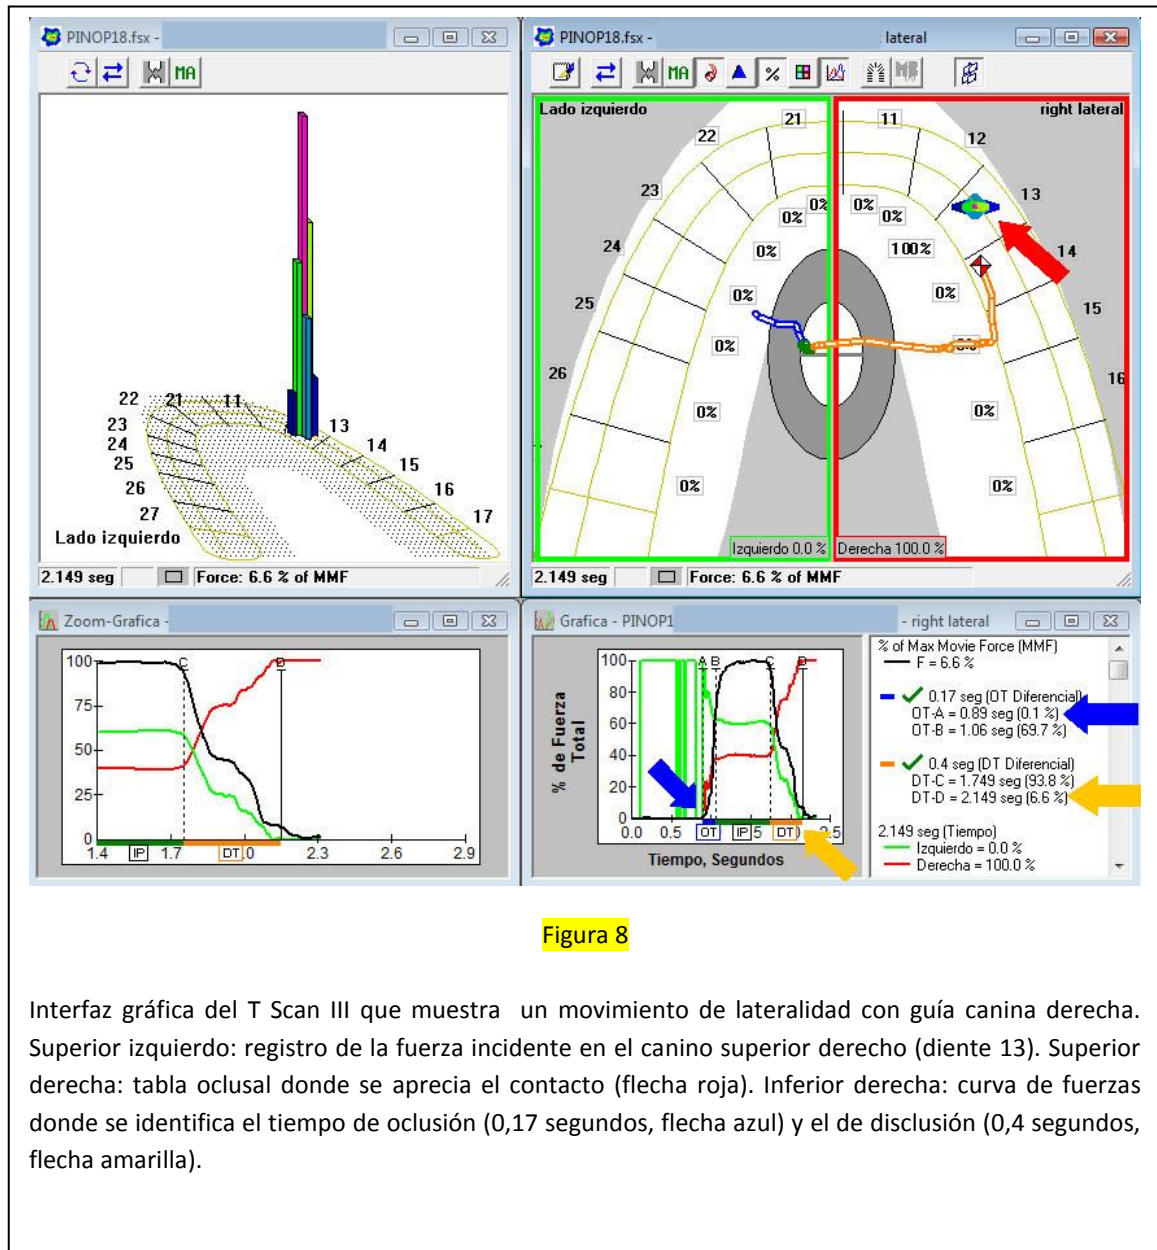 PINOP18.fsx -
MA
22
21
11
23
24
25
26
27
13
14
15
16
17
Lado izquierdo
2.149 seg
Force: 6.6 % of MMF
PINOP18.fsx -
lateral
MA
%
Lado izquierdo
right lateral
21
11
22
12
23
13
24
14
25
15
26
16
0%
0%
0%
0%
0%
100%
0%
0%
0%
0%
0%
0%
0%
0%
Izquierdo 0.0 %
Derecha 100.0 %
2.149 seg
Force: 6.6 % of MMF
Zoom-Grafica -
100
75
50
25
0
C
D
IP
DT
1.4
1.7
2.0
2.3
2.6
2.9
Grafica - PINOP1
- right lateral
% de Fuerza
Total
100
80
60
40
20
0
A B C D
OT
IP
DT
0.0 0.5
2.5
Tiempo, Segundos
% of Max Movie Force (MMF)
F = 6.6 %
0.17 seg (OT Diferencial)
OT-A = 0.89 seg (0.1 %)
OT-B = 1.06 seg (69.7 %)
0.4 seg (DT Diferencial)
DT-C = 1.749 seg (93.8 %)
DT-D = 2.149 seg (6.6 %)
2.149 seg (Tiempo)
Izquierdo = 0.0 %
Derecha = 100.0 %
Figura 8
Interfaz gráfica del T Scan III que muestra un movimiento de lateralidad con guía canina derecha.
Superior izquierdo: registro de la fuerza incidente en el canino superior derecho (diente 13). Superior
derecha: tabla oclusal donde se aprecia el contacto (flecha roja). Inferior derecha: curva de fuerzas
donde se identifica el tiempo de oclusión (0,17 segundos, flecha azul) y el de disclusión (0,4 segundos,
flecha amarilla).